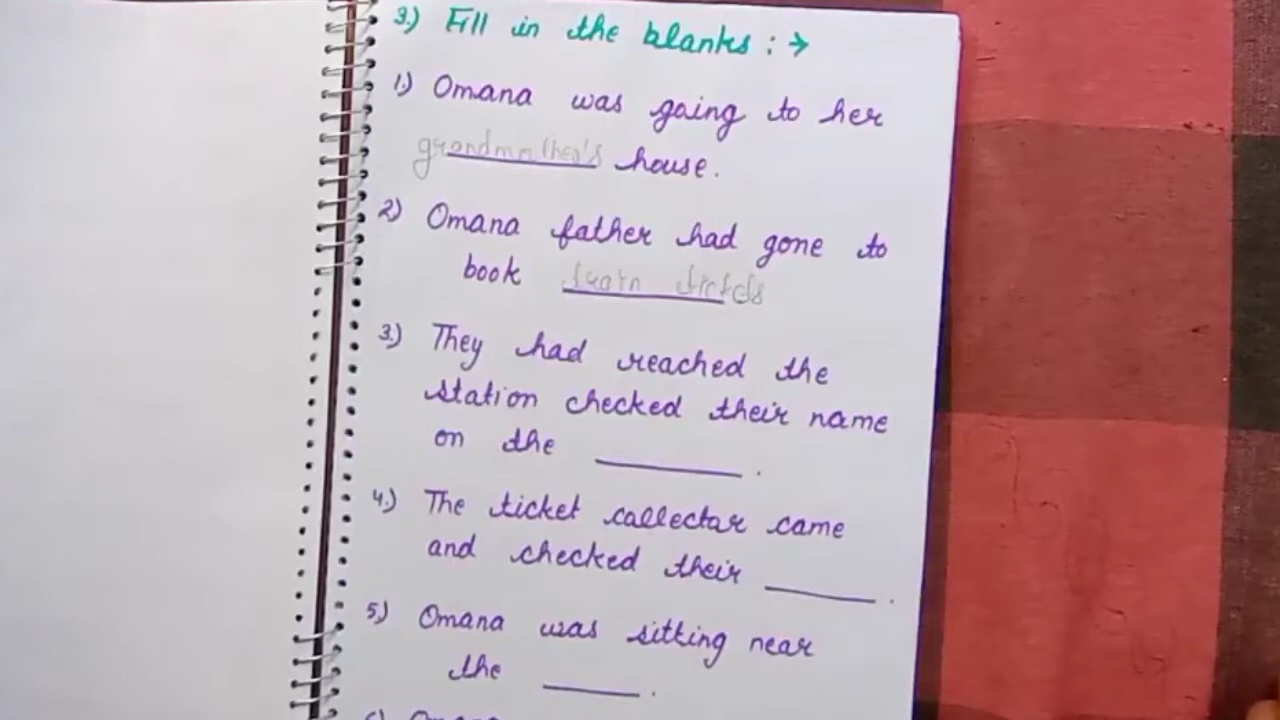 3.) Fill in the blanks : →
1.) Omana was going to her
grandmother's house.
2) Omana father had gone to
book tickets
3.) They had reached the
station checked their name
on the ______ .
4.) The ticket callectar came
and checked their ______ .
5.) Omana was sitting near
the ______ .